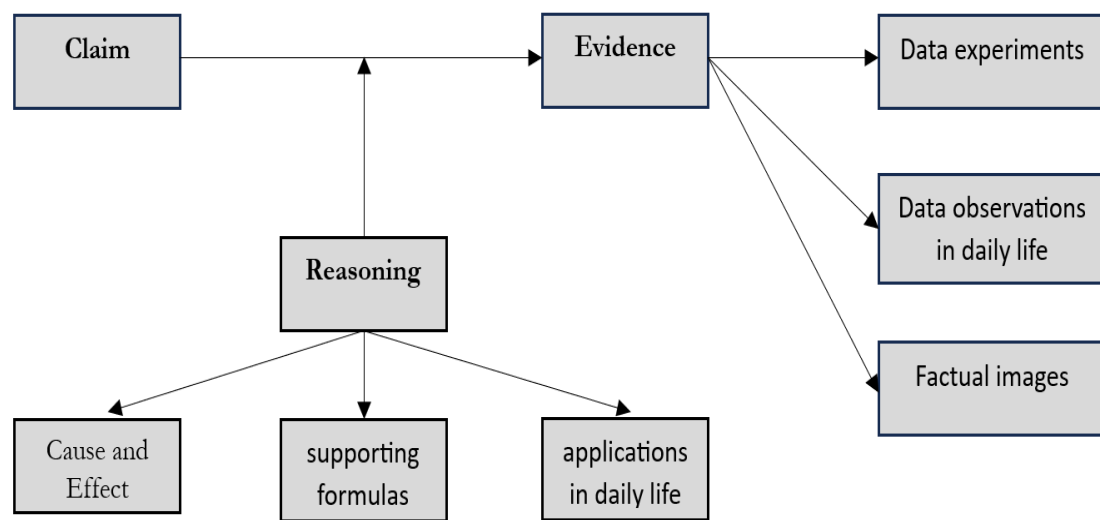 Claim
Evidence
Data experiments
Data observations
in daily life
Reasoning
Factual images
Cause and
Effect
supporting
formulas
applications
in daily life